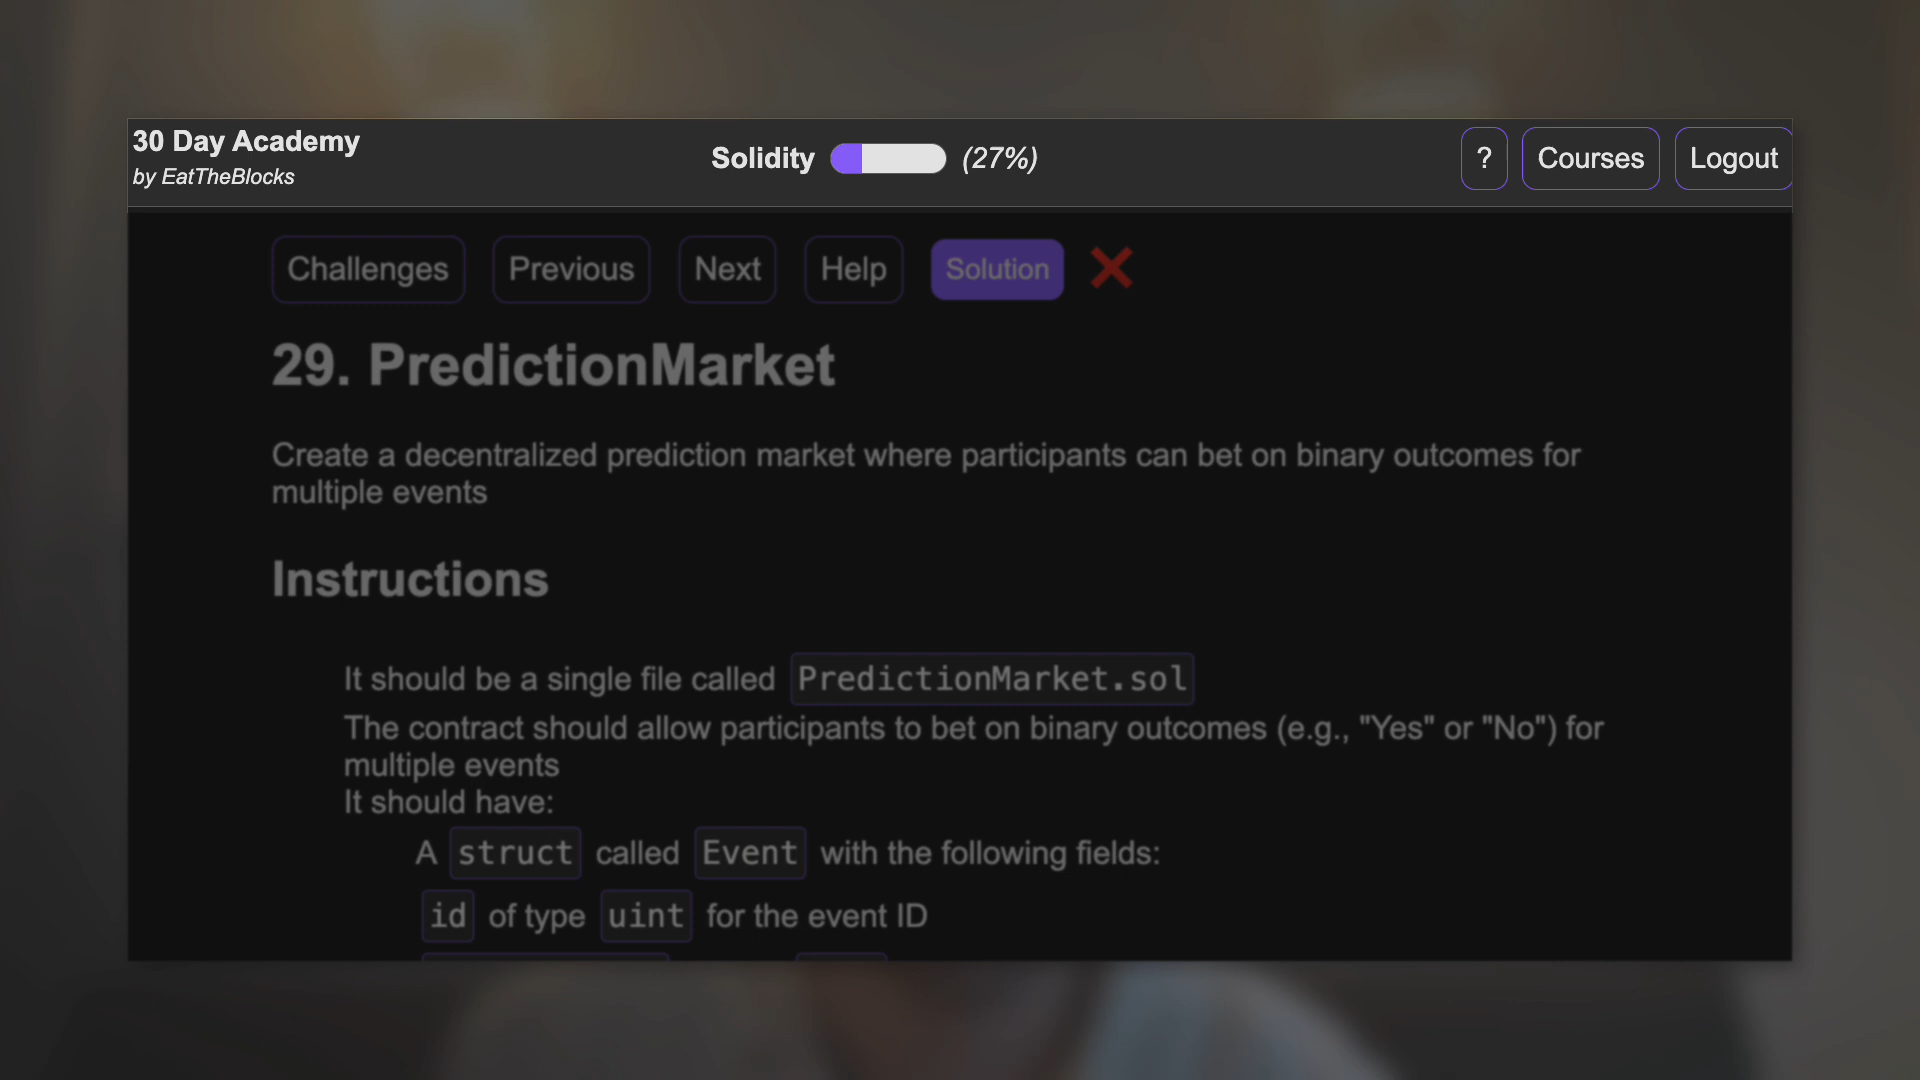 30 Day Academy
by EatTheBlocks
Solidity (27%)
? Courses Logout
Challenges Previous Next Help Solution
29. PredictionMarket
Create a decentralized prediction market where participants can bet on binary outcomes for
multiple events
Instructions
It should be a single file called PredictionMarket.sol
The contract should allow participants to bet on binary outcomes (e.g., "Yes" or "No") for
multiple events
It should have:
A struct called Event with the following fields:
id of type uint for the event ID